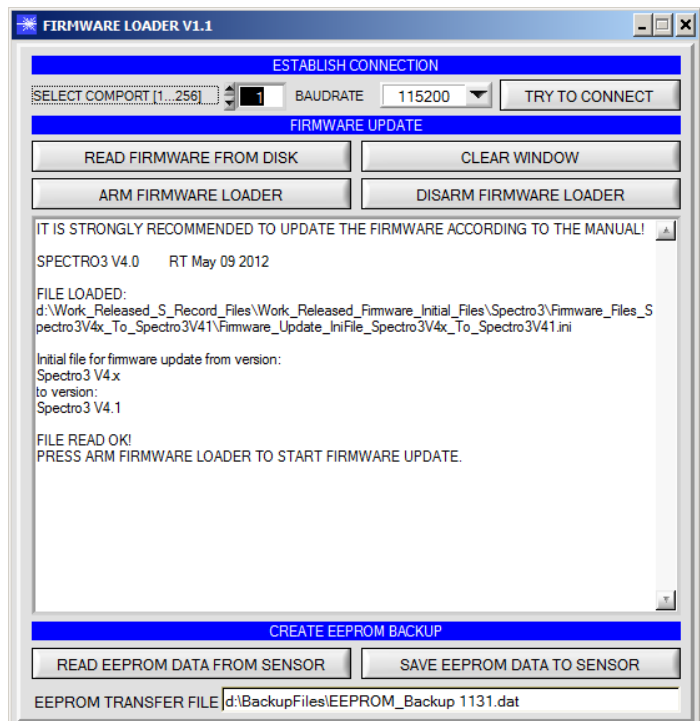 FIRMWARE LOADER V1.1
ESTABLISH CONNECTION
SELECT COMPORT [1...256] 1 BAUDRATE 115200 TRY TO CONNECT
FIRMWARE UPDATE
READ FIRMWARE FROM DISK CLEAR WINDOW
ARM FIRMWARE LOADER DISARM FIRMWARE LOADER
IT IS STRONGLY RECOMMENDED TO UPDATE THE FIRMWARE ACCORDING TO THE MANUAL!
SPECTRO3 V4.0 RT May 09 2012
FILE LOADED:
d:\Work_Released_S_Record_Files\Work_Released_Firmware_Initial_Files\Spectro3\Firmware_Files_S
pectro3V4x_To_Spectro3V41\Firmware_Update_IniFile_Spectro3V4x_To_Spectro3V41.ini
Initial file for firmware update from version:
Spectro3 V4.x
to version:
Spectro3 V4.1
FILE READ OK!
PRESS ARM FIRMWARE LOADER TO START FIRMWARE UPDATE.
CREATE EEPROM BACKUP
READ EEPROM DATA FROM SENSOR SAVE EEPROM DATA TO SENSOR
EEPROM TRANSFER FILE d:\BackupFiles\EEPROM_Backup 1131.dat